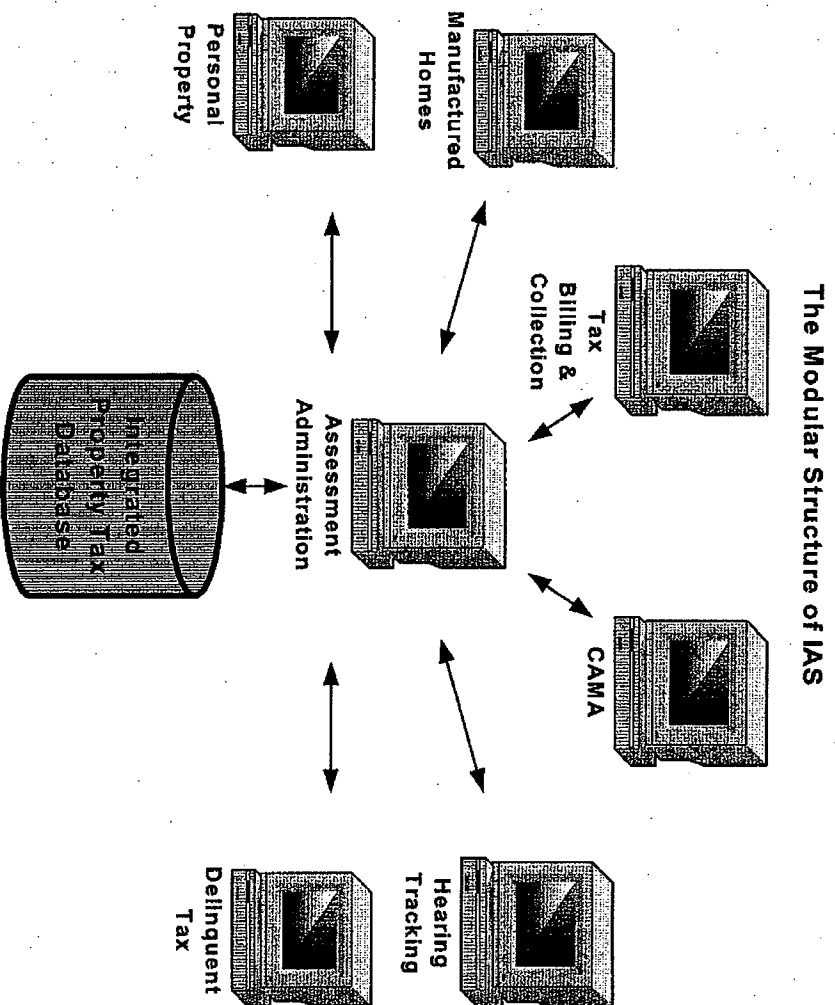 The Modular Structure of IAS
Tax
Billing &
Collection
CAMA
Manufactured
Homes
Hearing
Tracking
Assessment
Administration
Personal
Property
Delinquent
Tax
Integrated
Property Tax
Database